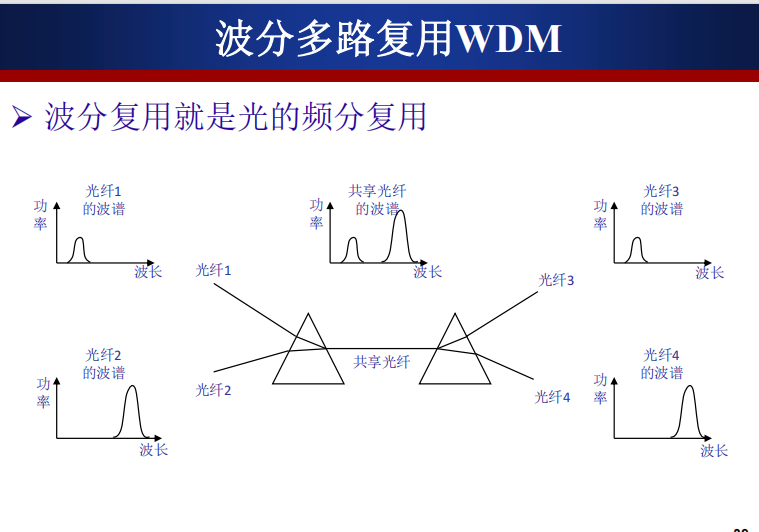 波分多路复用WDM
➢ 波分复用就是光的频分复用
光纤1
的波谱
功
率
波长
共享光纤
的波谱
功
率
波长
光纤3
的波谱
功
率
波长
光纤1
光纤3
共享光纤
光纤2
光纤4
光纤2
的波谱
功
率
波长
光纤4
的波谱
功
率
波长